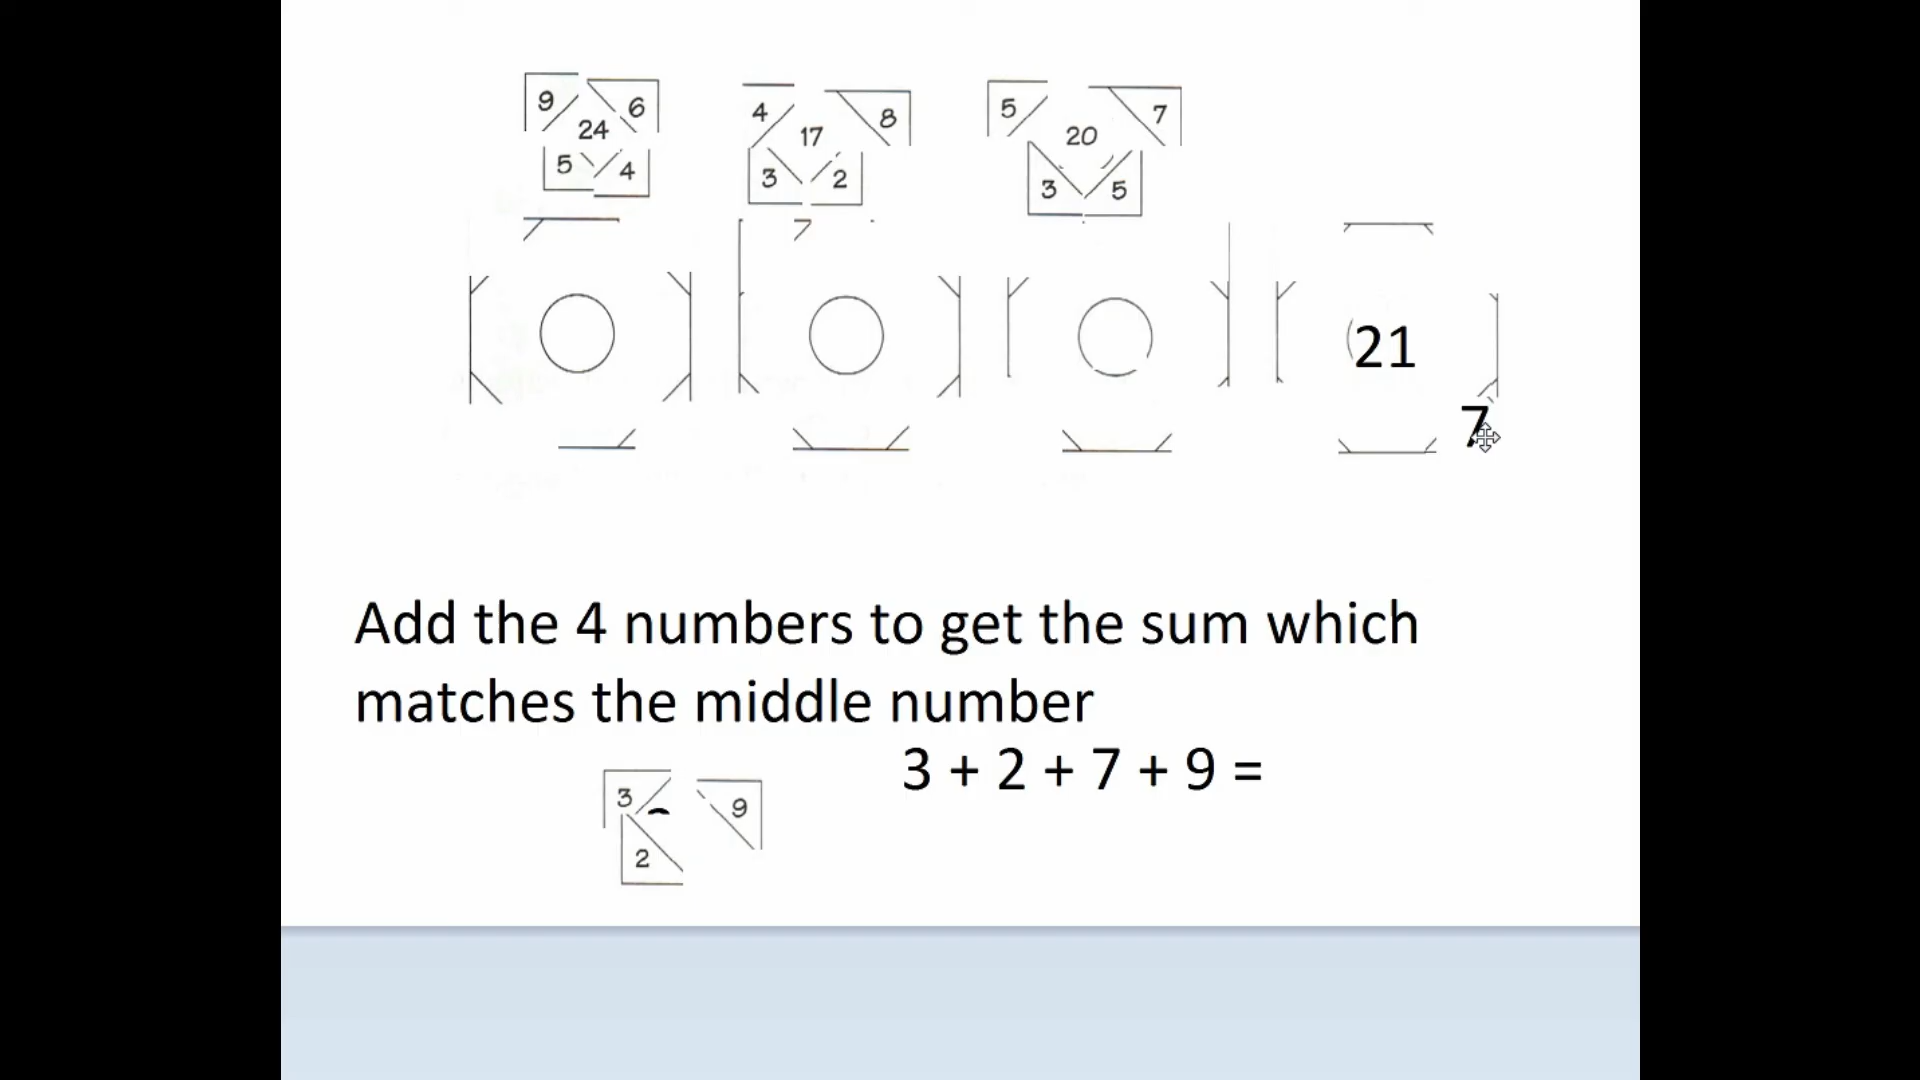 9 6 4 8 5 7
24 17 20
5 4 3 2 3 5
21
7
Add the 4 numbers to get the sum which
matches the middle number
3 + 2 + 7 + 9 =
3 9
2